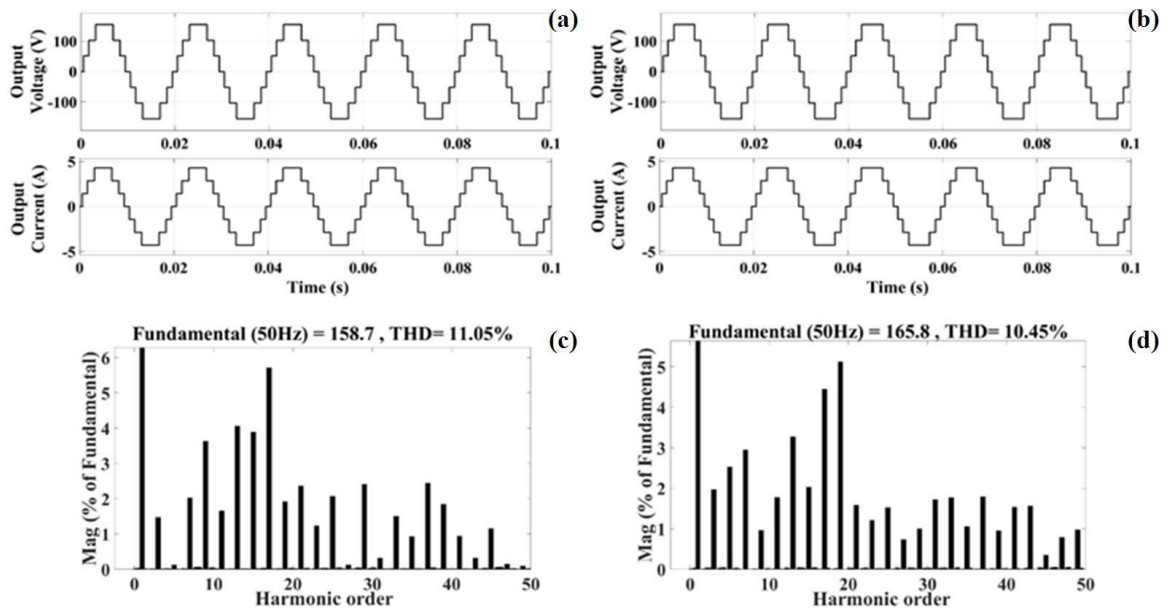 (a)
Output
Voltage (V)
100
0
-100
0 0.02 0.04 0.06 0.08 0.1
Output
Current (A)
5
0
-5
0 0.02 0.04 0.06 0.08 0.1
Time (s)
(b)
Output
Voltage (V)
100
0
-100
0 0.02 0.04 0.06 0.08 0.1
Output
Current (A)
5
0
-5
0 0.02 0.04 0.06 0.08 0.1
Time (s)
Fundamental (50Hz) = 158.7 , THD= 11.05%
(c)
Mag (% of Fundamental)
6
5
4
3
2
1
0
0 10 20 30 40 50
Harmonic order
Fundamental (50Hz) = 165.8 , THD= 10.45%
(d)
Mag (% of Fundamental)
5
4
3
2
1
0
0 10 20 30 40 50
Harmonic order